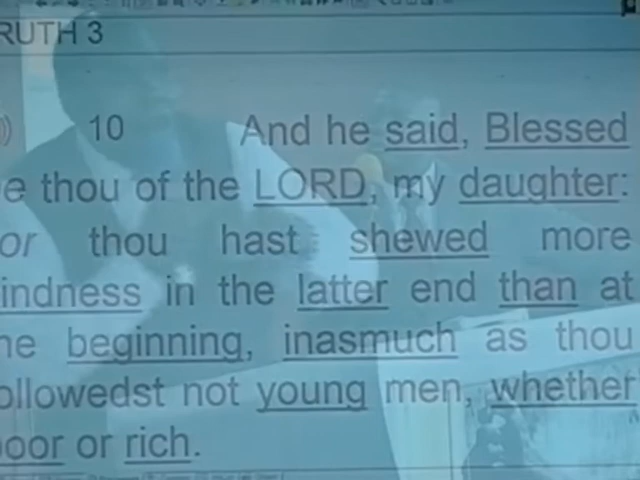 RUTH 3
10 And he said, Blessed
e thou of the LORD, my daughter:
or thou hast shewed more
indness in the latter end than at
he beginning, inasmuch as thou
ollowedst not young men, whether
oor or rich.